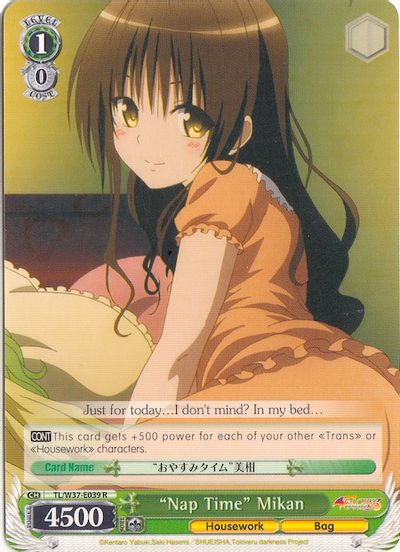 LEVEL
1
0
COST
Just for today...I don't mind? In my bed...
CONT This card gets +500 power for each of your other «Trans» or
«Housework» characters.
Card Name "おやすみタイム"美柑
CH TL/W37-E039 R
"Nap Time" Mikan
4500
Housework Bag
©Kentaro Yabuki,Saki Hasemi／SHUEISHA,Toloveru darkness Project